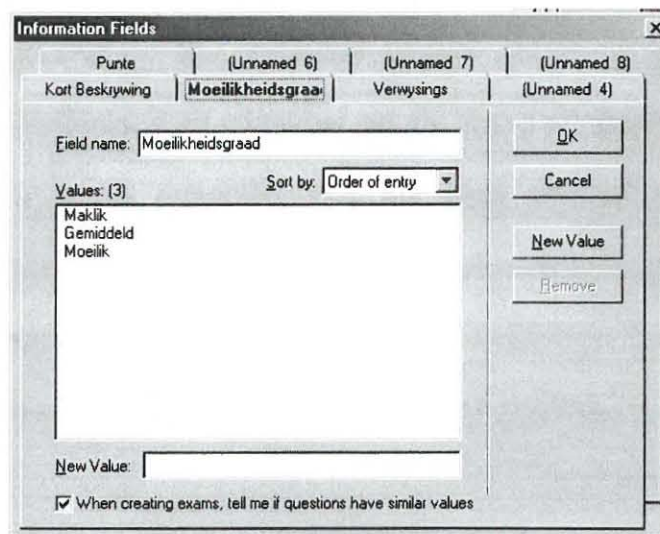 Information Fields
Punte (Unnamed 6) (Unnamed 7) (Unnamed 8)
Kort Beskrywing Moeilikheidsgraa Verwysings (Unnamed 4)
Field name: Moeilikheidsgraad
OK
Values: (3) Sort by: Order of entry
Cancel
Maklik
Gemiddeld
Moeilik
New Value
Remove
New Value:
When creating exams, tell me if questions have similar values